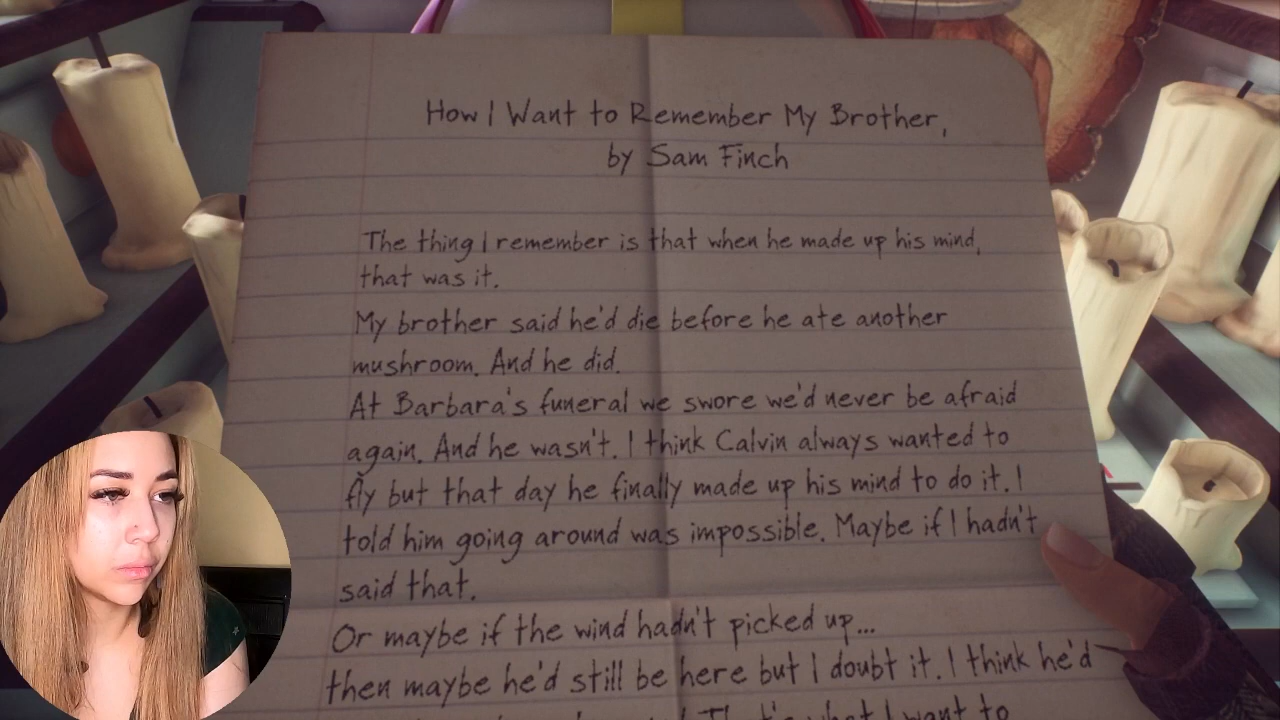 How I Want to Remember My Brother,
by Sam Finch
The thing I remember is that when he made up his mind,
that was it.
My brother said he'd die before he ate another
mushroom. And he did.
At Barbara's funeral we swore we'd never be afraid
again. And he wasn't. I think Calvin always wanted to
fly but that day he finally made up his mind to do it. I
told him going around was impossible. Maybe if I hadn't
said that.
Or maybe if the wind hadn't picked up...
then maybe he'd still be here but I doubt it. I think he'd
That's what I want to